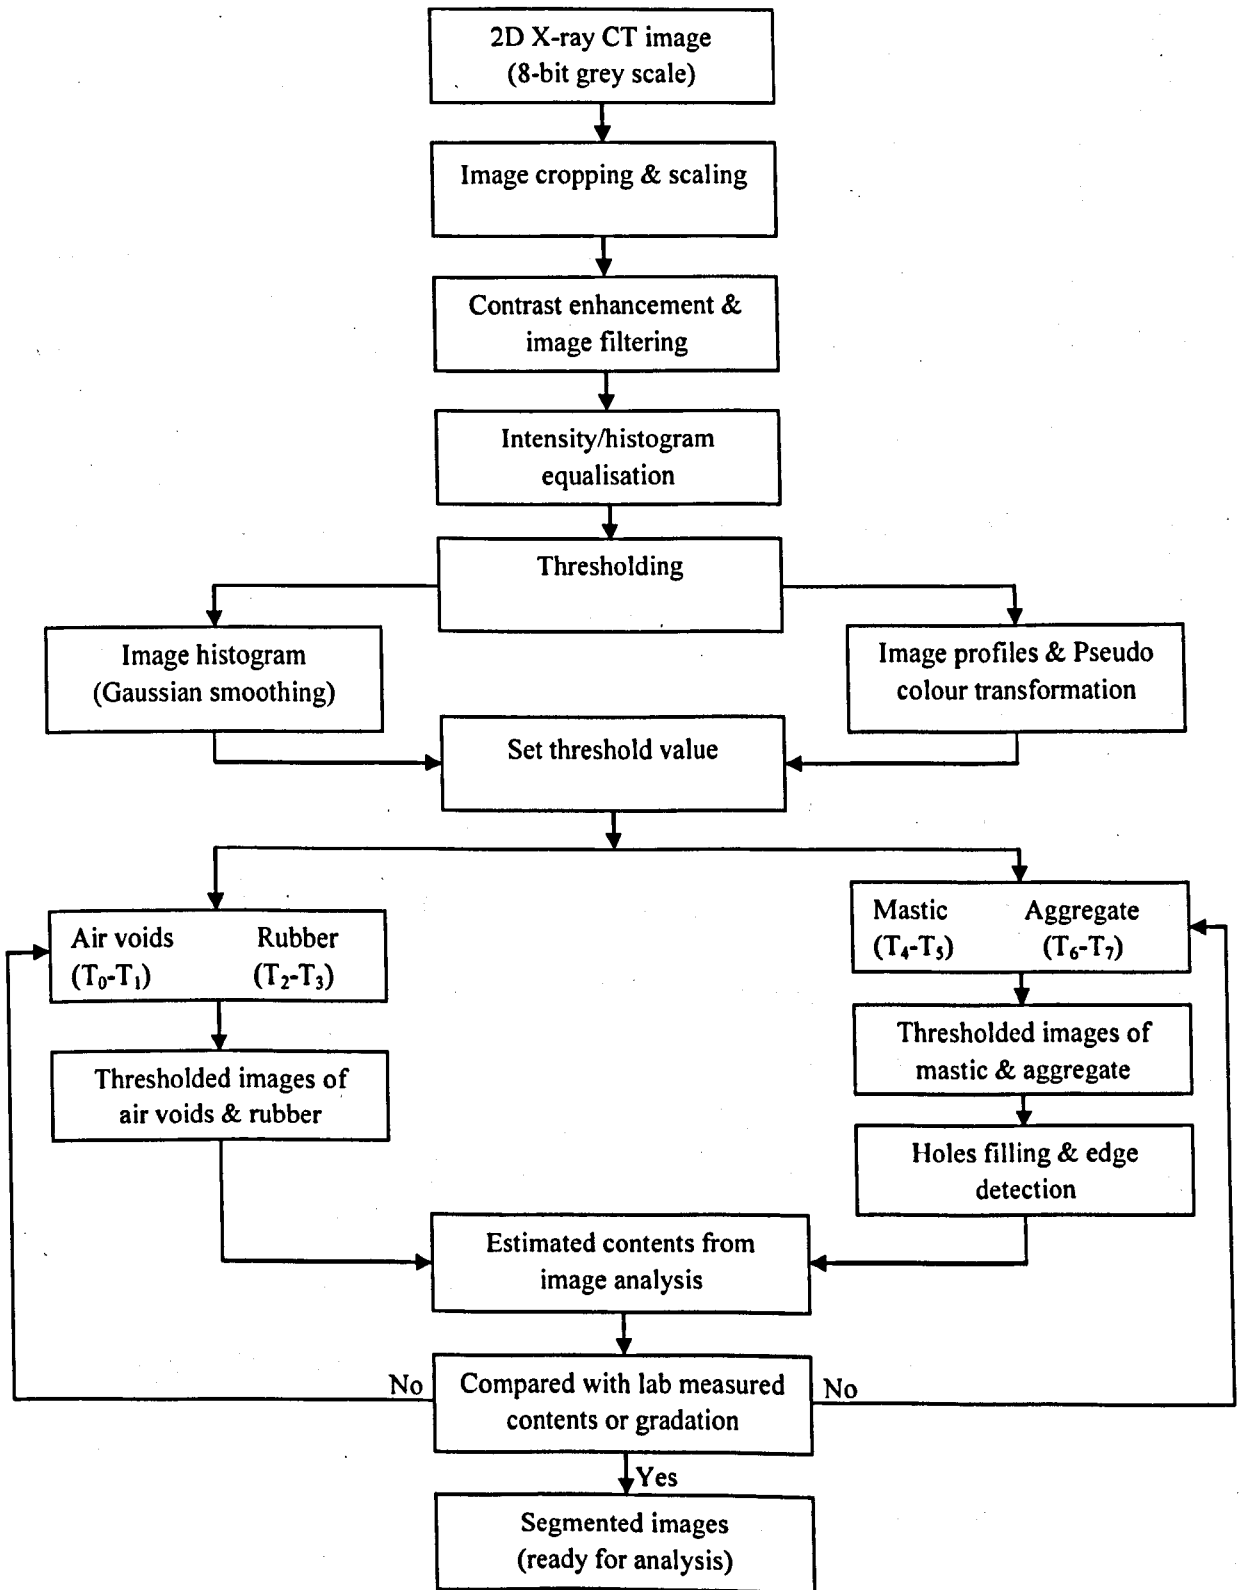 2D X-ray CT image
(8-bit grey scale)
Image cropping & scaling
Contrast enhancement &
image filtering
Intensity/histogram
equalisation
Thresholding
Image histogram
(Gaussian smoothing)
Image profiles & Pseudo
colour transformation
Set threshold value
Air voids Rubber
(T₀-T₁) (T₂-T₃)
Mastic Aggregate
(T₄-T₅) (T₆-T₇)
Thresholded images of
air voids & rubber
Thresholded images of
mastic & aggregate
Holes filling & edge
detection
Estimated contents from
image analysis
No
Compared with lab measured
contents or gradation
No
Yes
Segmented images
(ready for analysis)